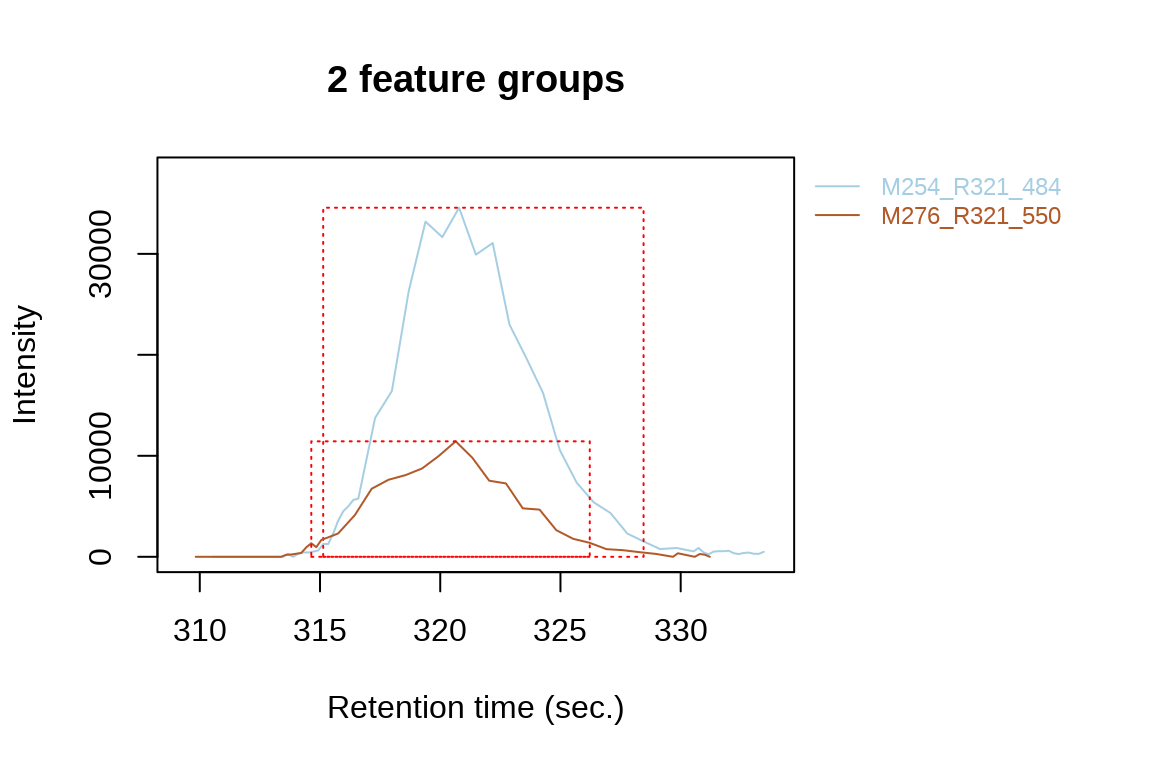 2 feature groups
M254_R321_484
M276_R321_550
30000
10000
0
Intensity
310 315 320 325 330
Retention time (sec.)